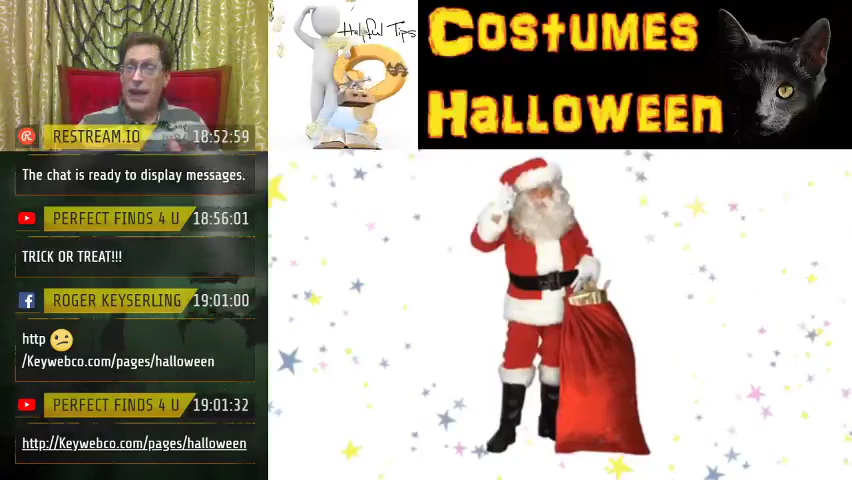 Helpful Tips
Costumes
Halloween
RESTREAM.IO 18:52:59
The chat is ready to display messages.
PERFECT FINDS 4 U 18:56:01
TRICK OR TREAT!!!
ROGER KEYSERLING 19:01:00
http 😕
/Keywebco.com/pages/halloween
PERFECT FINDS 4 U 19:01:32
http://Keywebco.com/pages/halloween